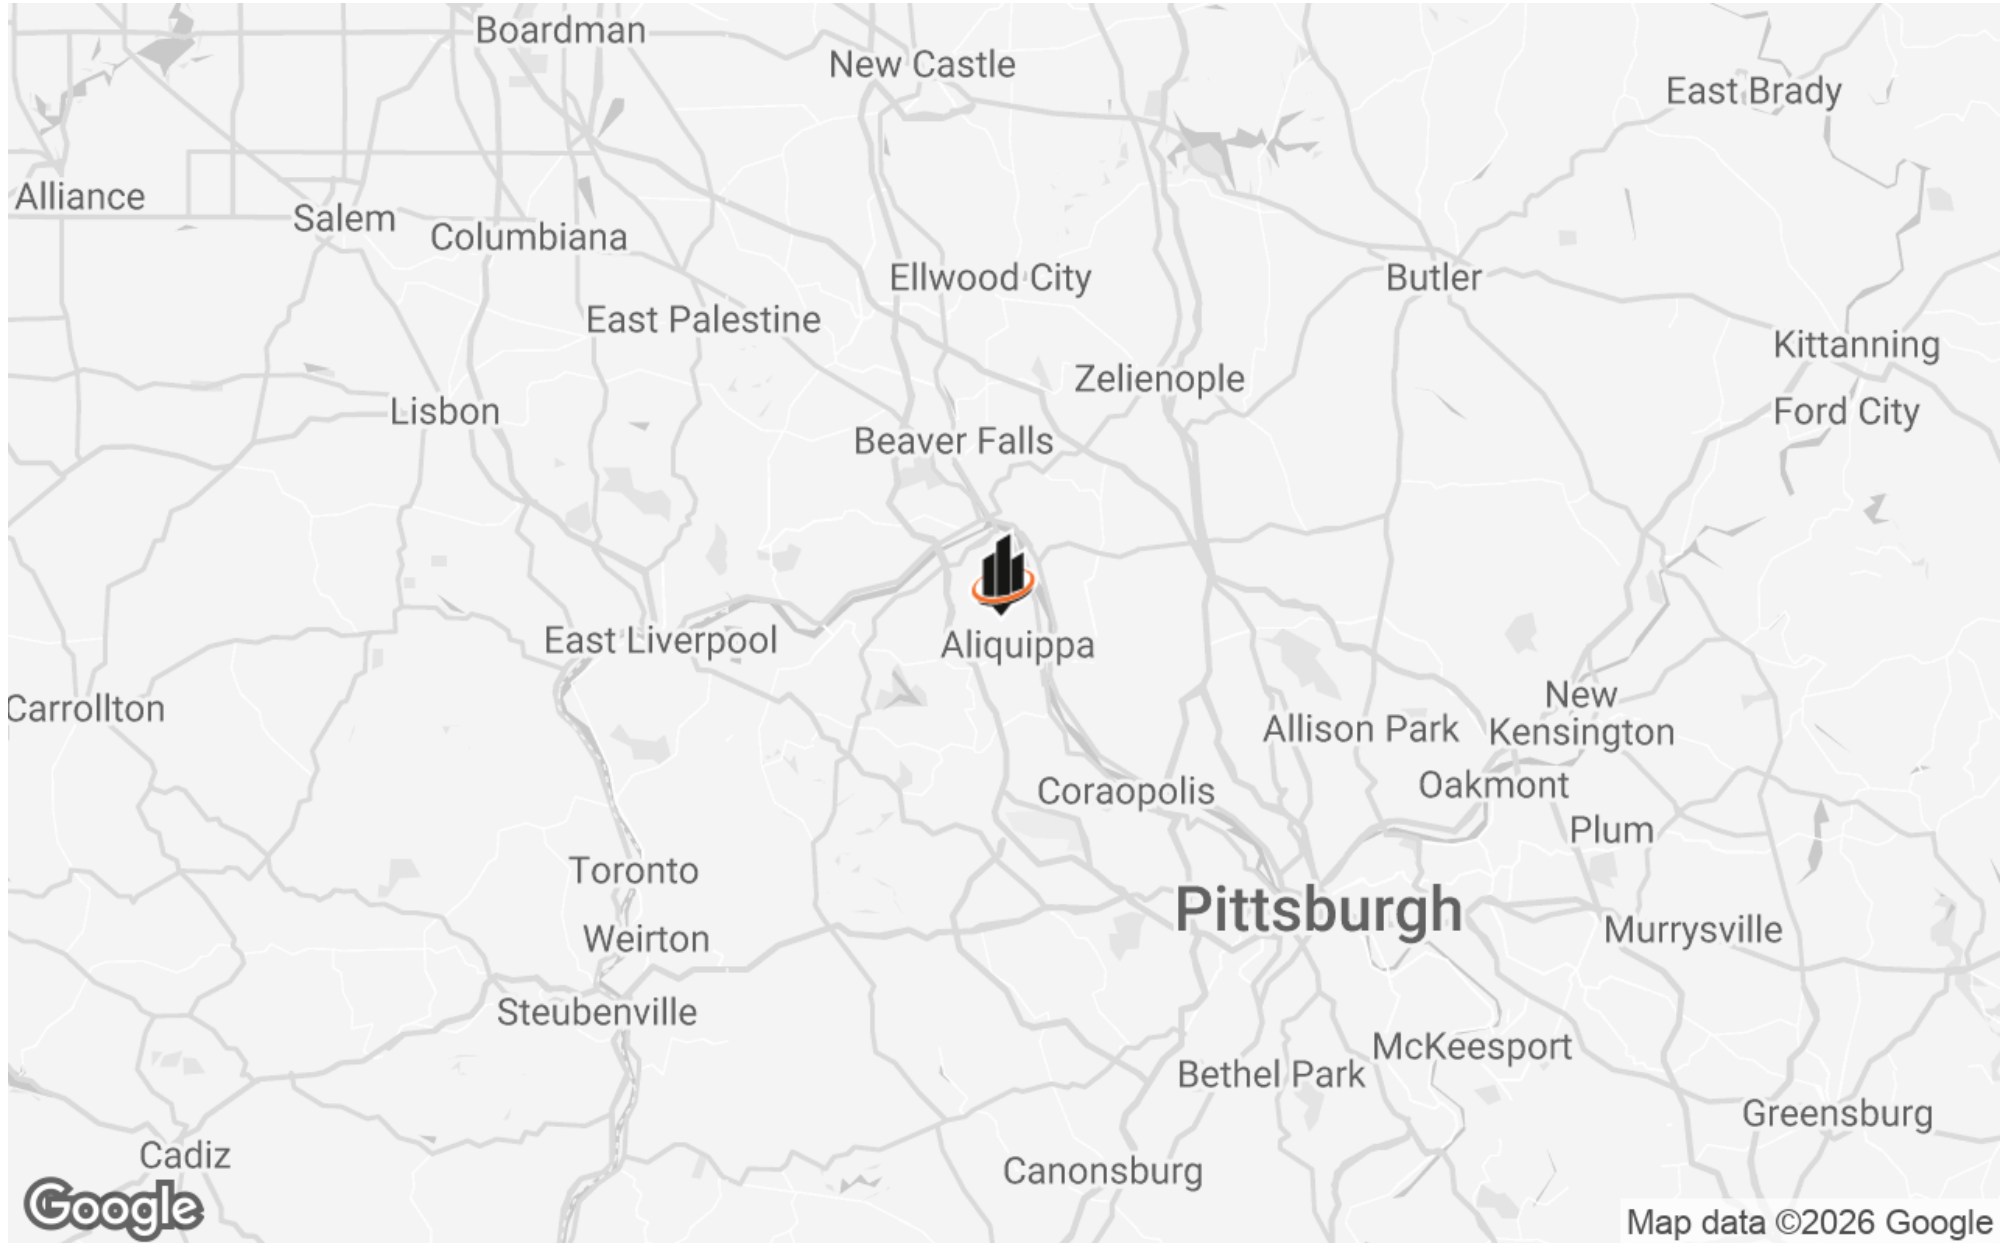 Boardman
New Castle
East Brady
Alliance
Salem
Columbiana
Ellwood City
Butler
East Palestine
Kittanning
Zelienople
Lisbon
Ford City
Beaver Falls
East Liverpool
Aliquippa
Carrollton
New
Kensington
Allison Park
Oakmont
Coraopolis
Plum
Toronto
Pittsburgh
Weirton
Murrysville
Steubenville
McKeesport
Bethel Park
Greensburg
Cadiz
Canonsburg
Google
Map data ©2026 Google